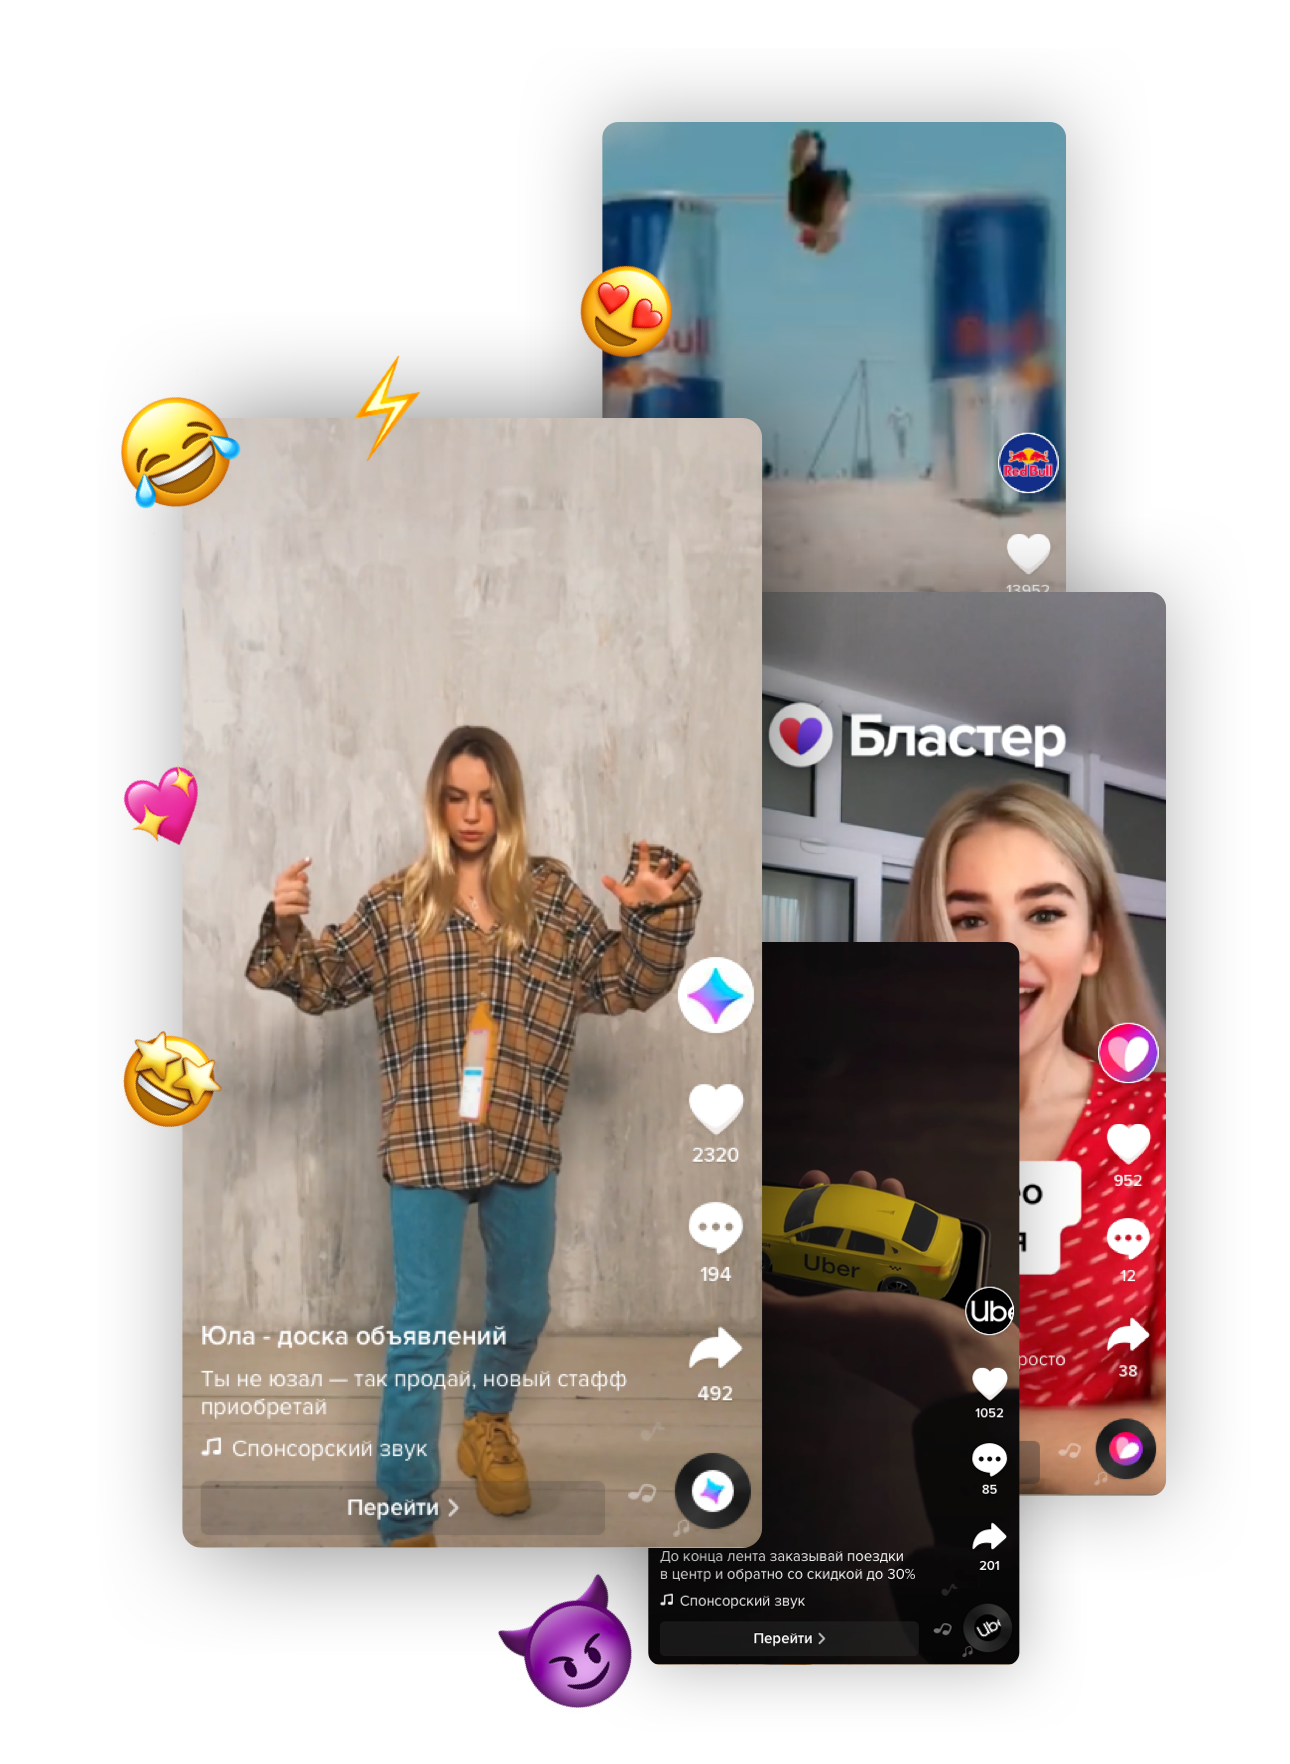 Red Bull
13952
Бластер
952
12
просто
38
Uber
Ube
1052
85
201
До конца лента заказывай поездки
в центр и обратно со скидкой до 30%
Спонсорский звук
Перейти
2320
194
492
Юла - доска объявлений
Ты не юзал — так продай, новый стафф
приобретай
Спонсорский звук
Перейти